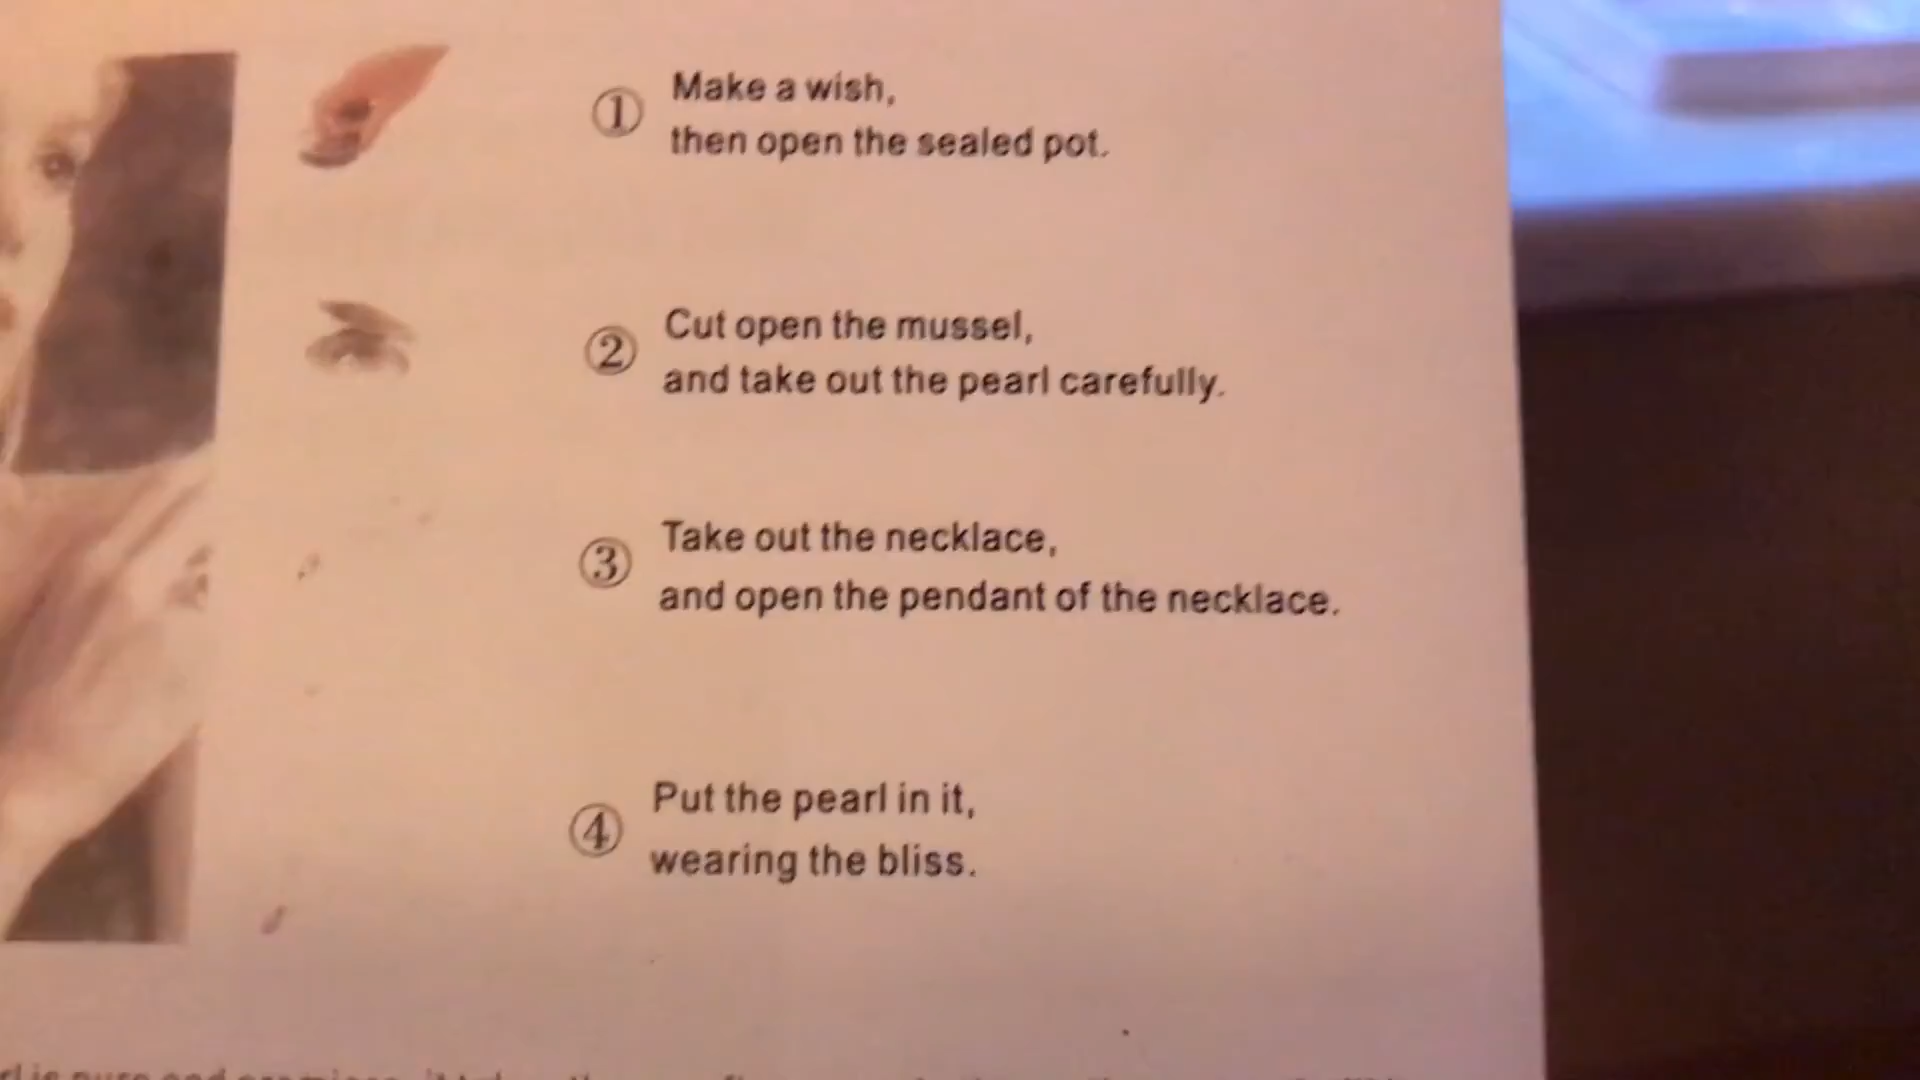 ① Make a wish,
then open the sealed pot.
② Cut open the mussel,
and take out the pearl carefully.
③ Take out the necklace,
and open the pendant of the necklace.
④ Put the pearl in it,
wearing the bliss.